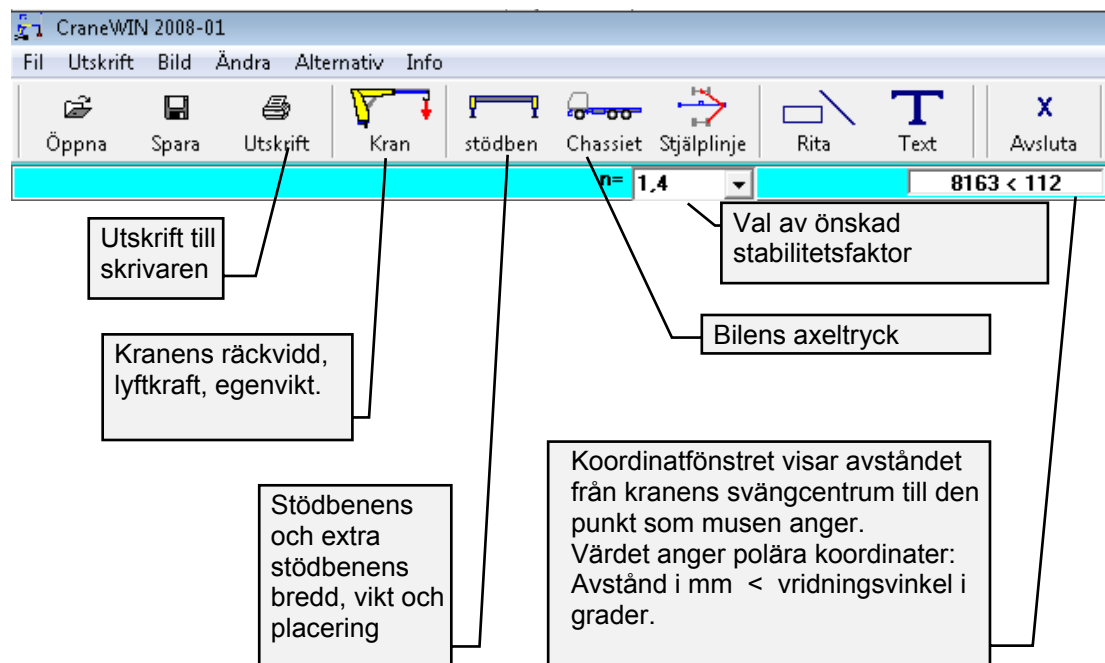 CraneWIN 2008-01
Fil Utskrift Bild Ändra Alternativ Info
Öppna Spara Utskrift Kran stödben Chassiet Stjälplinje Rita Text Avsluta
n= 1,4 8163 < 112
Utskrift till
skrivaren
Val av önskad
stabilitetsfaktor
Bilens axeltryck
Kranens räckvidd,
lyftkraft, egenvikt.
Stödbenens
och extra
stödbenens
bredd, vikt och
placering
Koordinatfönstret visar avståndet
från kranens svängcentrum till den
punkt som musen anger.
Värdet anger polära koordinater:
Avstånd i mm < vridningsvinkel i
grader.